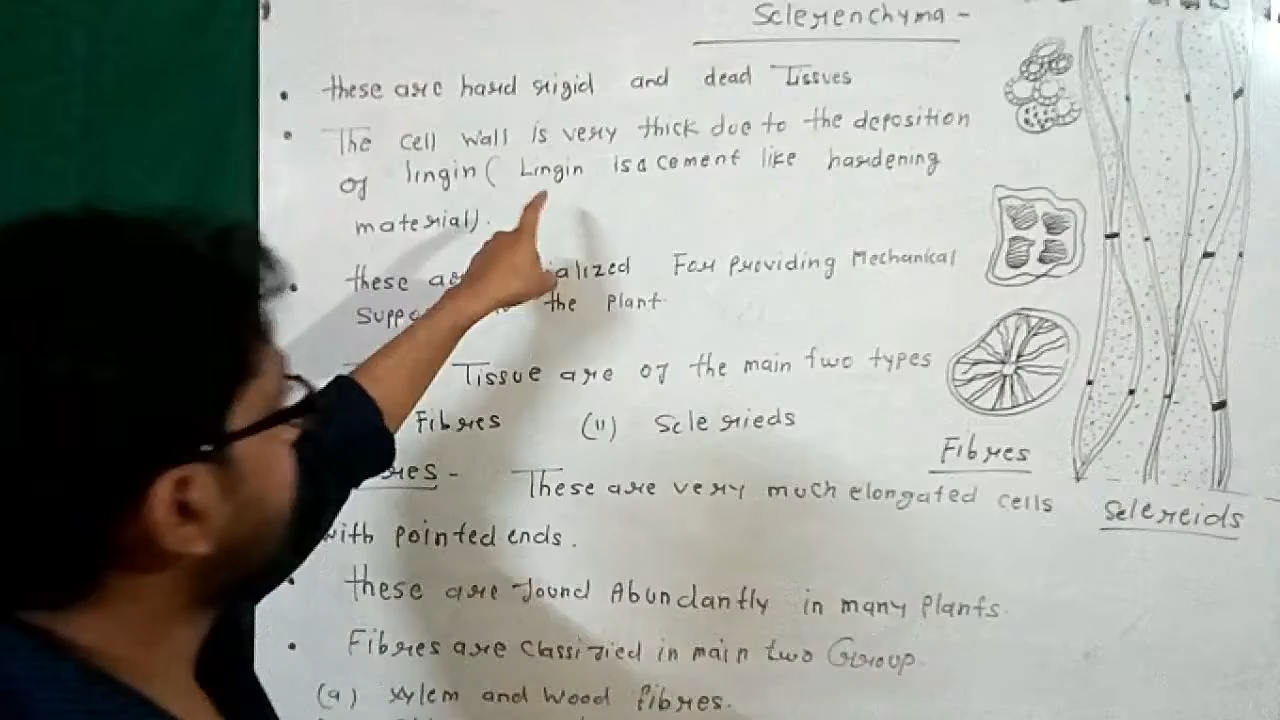 Sclerenchyma -
• these are hard rigid and dead Tissues
• The cell wall is very thick due to the deposition
of lingin ( Lingin is a cement like hardening
material).
• these alized For Providing Mechanical
Supp the Plant
Tissue are of the main two types
Fibres (ii) Sclerieds
res - These are very much elongated cells
with pointed ends.
• these are found Abundantly in many Plants.
• Fibres are classified in main two Group.
(a) xylem and wood fibres.
Fibres
Selereids